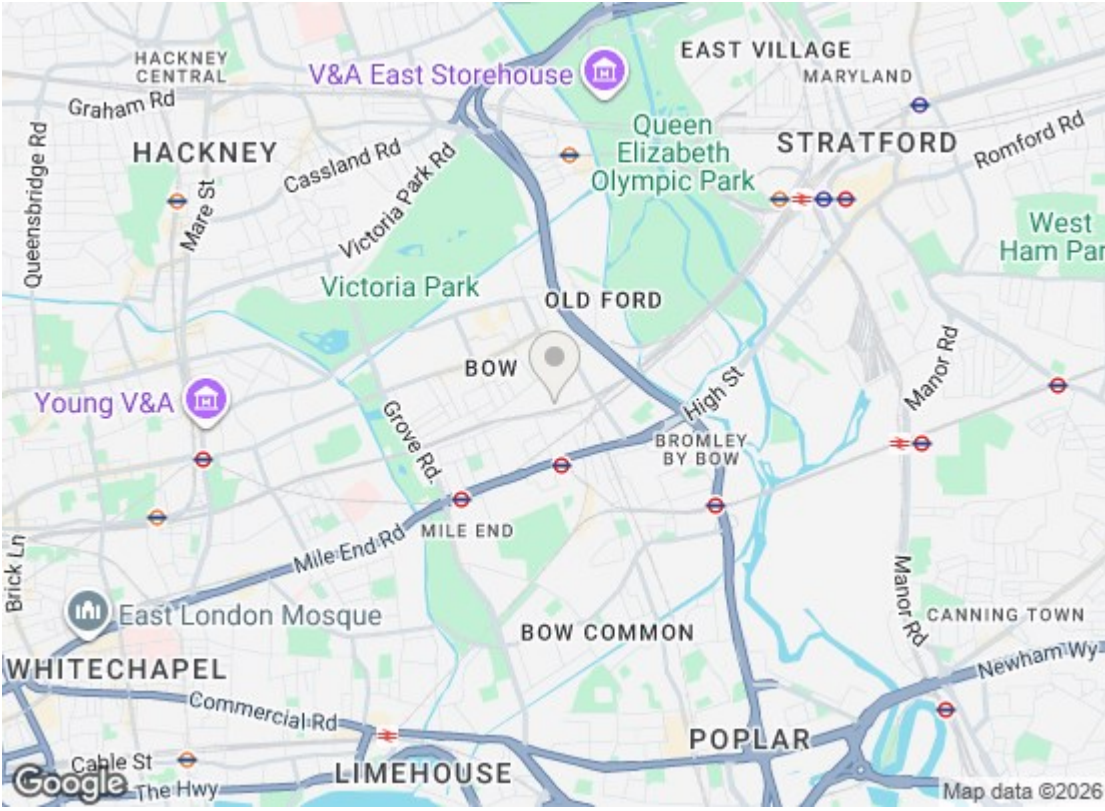 HACKNEY
CENTRAL
EAST VILLAGE
V&A East Storehouse
MARYLAND
Graham Rd
Queen
Elizabeth
Olympic Park
STRATFORD
Romford Rd
HACKNEY
Cassland Rd
Victoria Park Rd
Queensbridge Rd
Mare St
West
Ham Par
Victoria Park
OLD FORD
BOW
Manor Rd
Young V&A
Grove Rd.
High St
BROMLEY
BY BOW
MILE END
Mile End Rd
Brick Ln
Manor Rd
East London Mosque
CANNING TOWN
BOW COMMON
WHITECHAPEL
Newham Wy
Commercial Rd
POPLAR
Cable St
LIMEHOUSE
Google
The Hwy
Map data ©2026